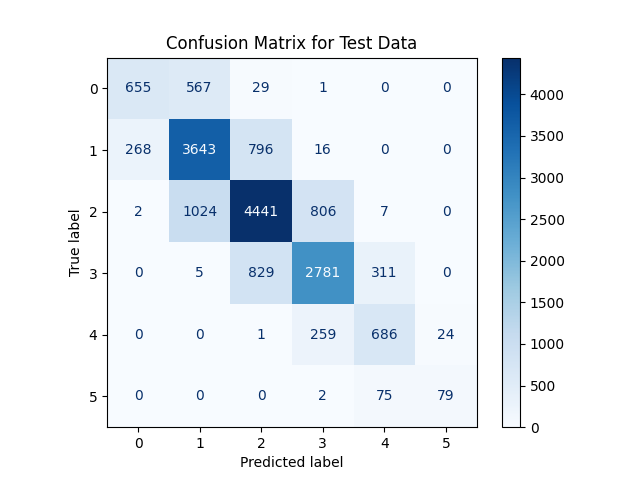 Confusion Matrix for Test Data
True label
0 655 567 29 1 0 0
1 268 3643 796 16 0 0
2 2 1024 4441 806 7 0
3 0 5 829 2781 311 0
4 0 0 1 259 686 24
5 0 0 0 2 75 79
0 1 2 3 4 5
Predicted label
4000
3500
3000
2500
2000
1500
1000
500
0